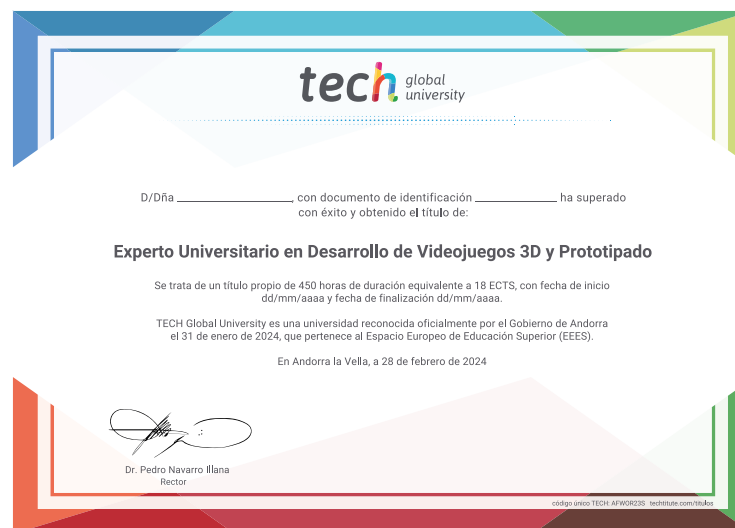 tech global university
D/Dña ______________, con documento de identificación ______________ ha superado
con éxito y obtenido el título de:
Experto Universitario en Desarrollo de Videojuegos 3D y Prototipado
Se trata de un título propio de 450 horas de duración equivalente a 18 ECTS, con fecha de inicio
dd/mm/aaaa y fecha de finalización dd/mm/aaaa.
TECH Global University es una universidad reconocida oficialmente por el Gobierno de Andorra
el 31 de enero de 2024, que pertenece al Espacio Europeo de Educación Superior (EEES).
En Andorra la Vella, a 28 de febrero de 2024
Dr. Pedro Navarro Illana
Rector
código único TECH: AFWOR23S techtitute.com/titulos